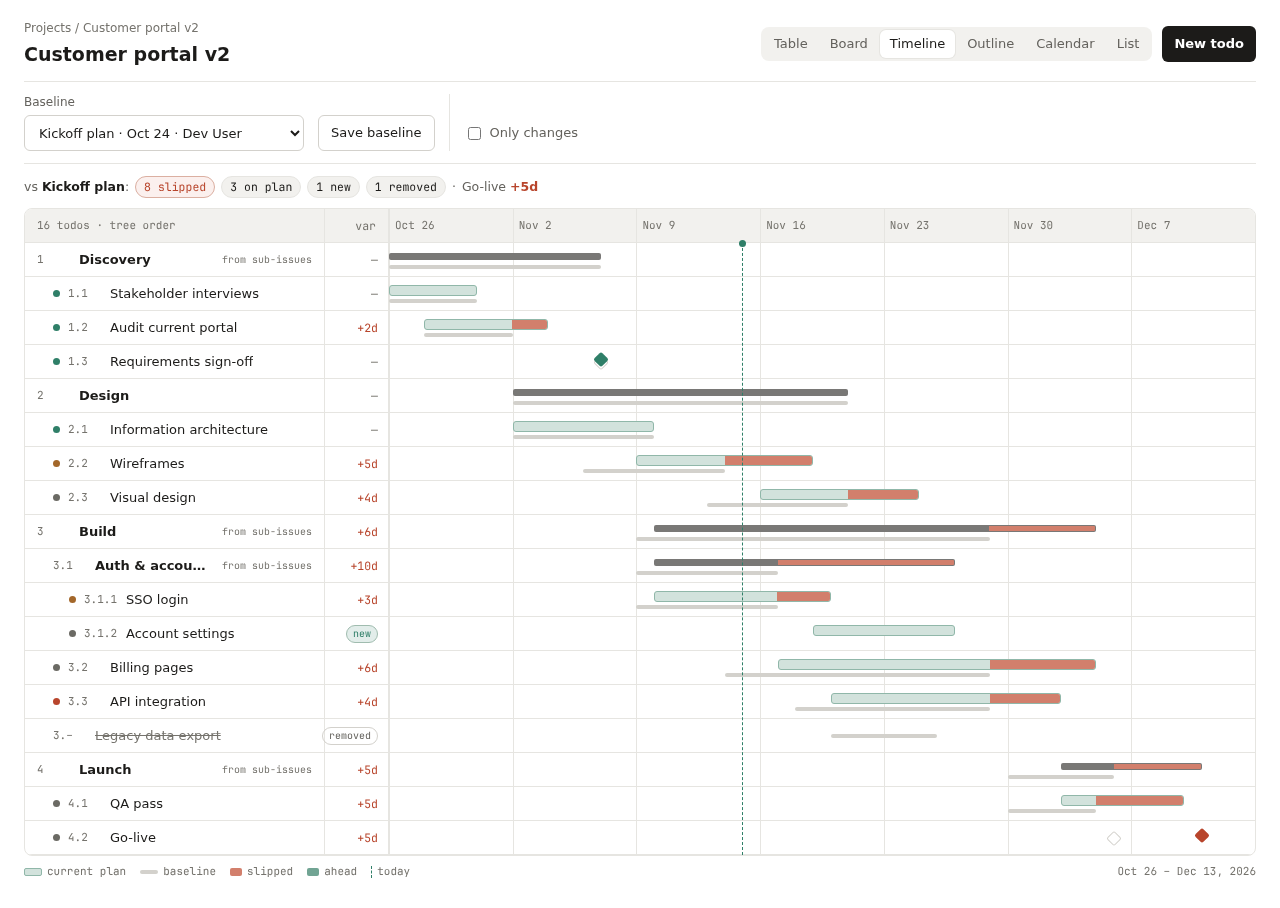 Projects / Customer portal v2
Customer portal v2
Table Board Timeline Outline Calendar List New todo
Baseline
Kickoff plan · Oct 24 · Dev User Save baseline Only changes
vs Kickoff plan: 8 slipped 3 on plan 1 new 1 removed · Go-live +5d
16 todos · tree order var Oct 26 Nov 2 Nov 9 Nov 16 Nov 23 Nov 30 Dec 7
1 Discovery from sub-issues —
1.1 Stakeholder interviews —
1.2 Audit current portal +2d
1.3 Requirements sign-off —
2 Design —
2.1 Information architecture —
2.2 Wireframes +5d
2.3 Visual design +4d
3 Build from sub-issues +6d
3.1 Auth & accou… from sub-issues +10d
3.1.1 SSO login +3d
3.1.2 Account settings new
3.2 Billing pages +6d
3.3 API integration +4d
3.– Legacy data export removed
4 Launch from sub-issues +5d
4.1 QA pass +5d
4.2 Go-live +5d
current plan baseline slipped ahead today Oct 26 – Dec 13, 2026